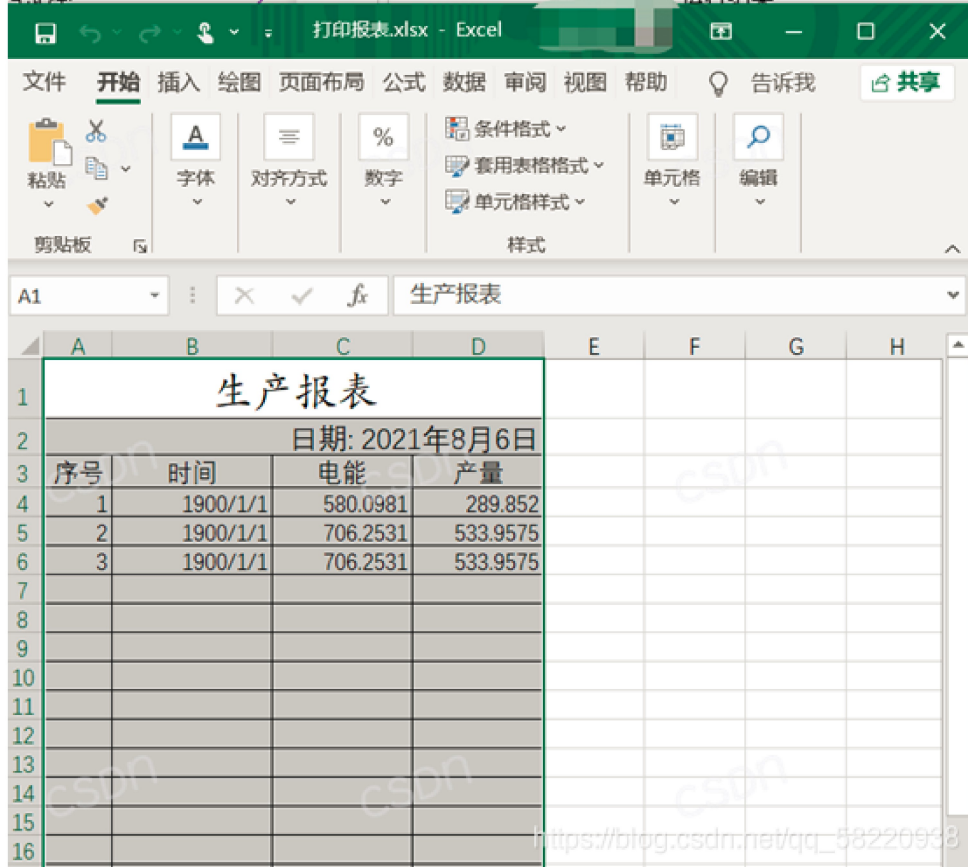 打印报表.xlsx - Excel
文件 开始 插入 绘图 页面布局 公式 数据 审阅 视图 帮助 告诉我 共享
粘贴 字体 对齐方式 % 数字 条件格式 套用表格格式 单元格样式 单元格 编辑
剪贴板 样式
A1 fx 生产报表
A B C D E F G H
1 生产报表
2 日期: 2021年8月6日
3 序号 时间 电能 产量
4 1 1900/1/1 580.0981 289.852
5 2 1900/1/1 706.2531 533.9575
6 3 1900/1/1 706.2531 533.9575
7
8
9
10
11
12
13
14
15
16
CSDN CSDN CSDN
CSDN CSDN CSDN
https://blog.csdn.net/qq_58220938